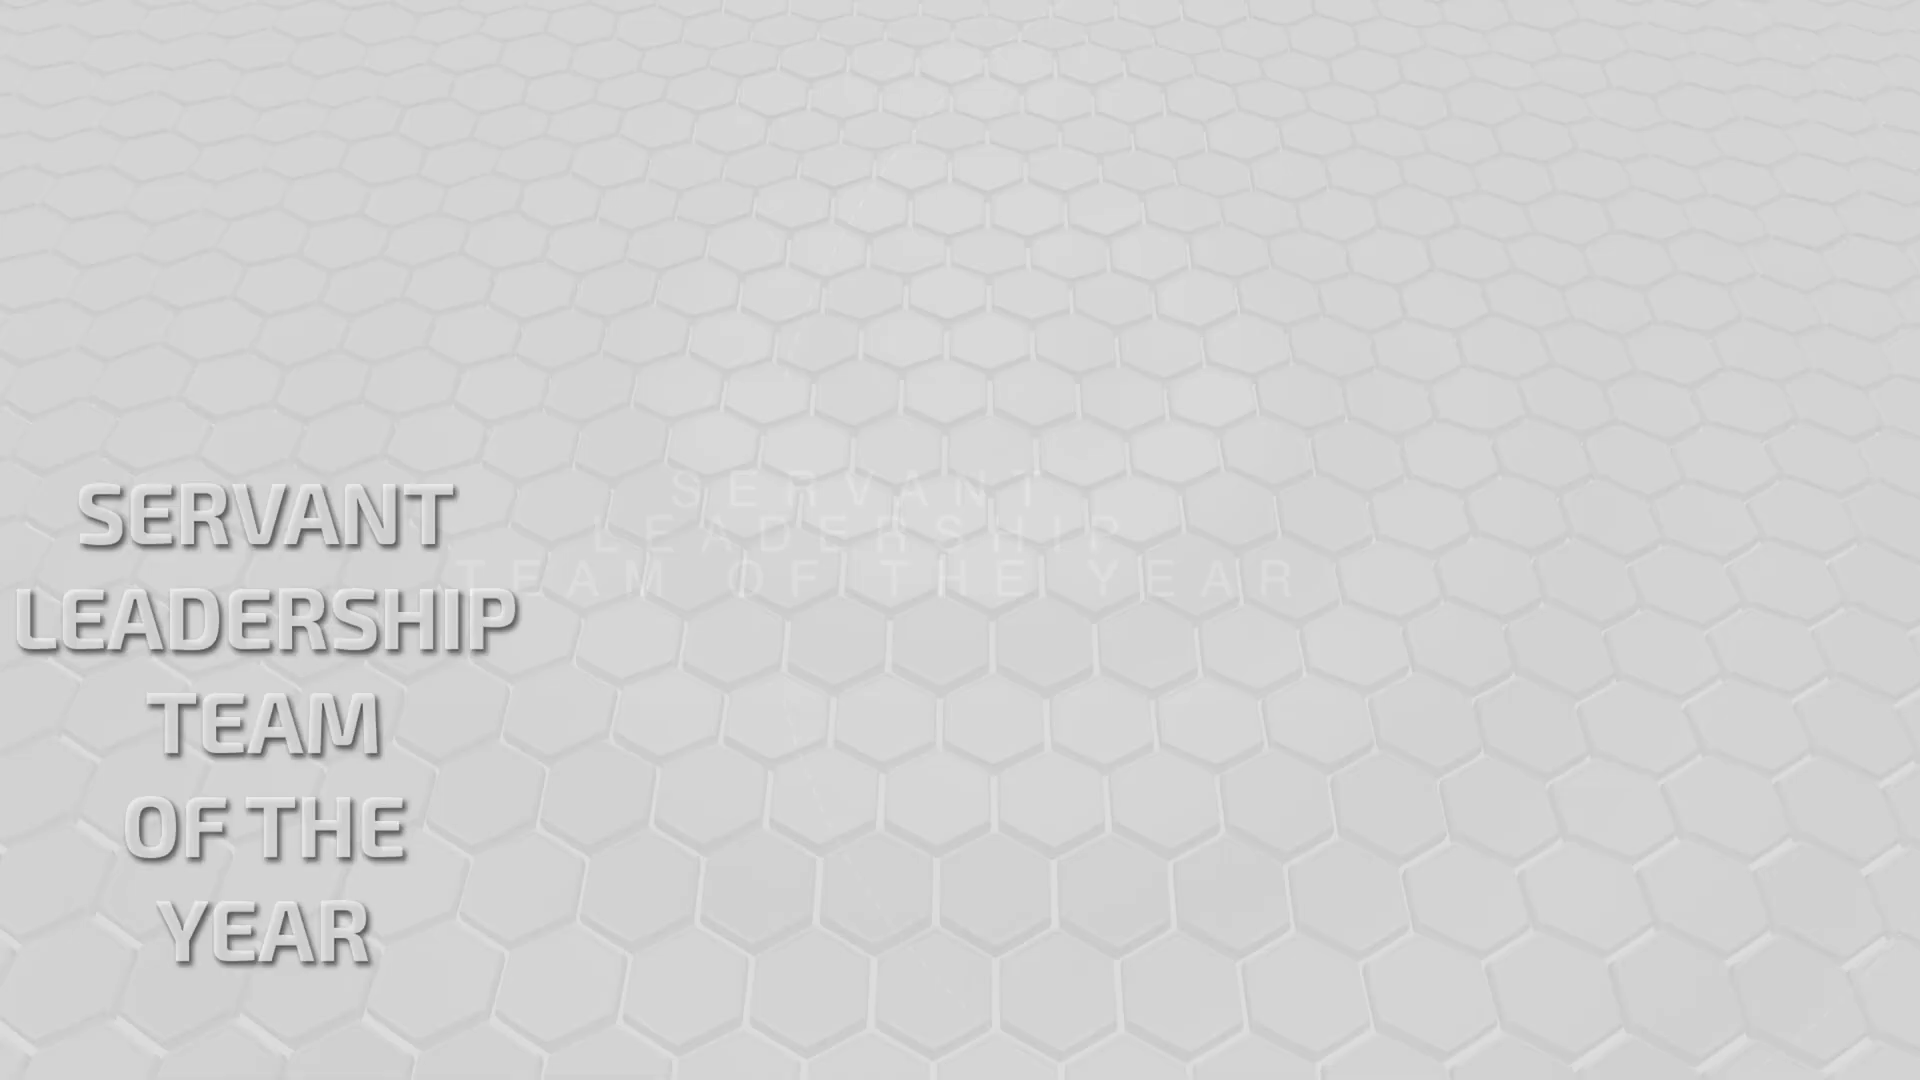 SERVANT
LEADERSHIP
TEAM
OF THE
YEAR
SERVANT
LEADERSHIP
TEAM OF THE YEAR